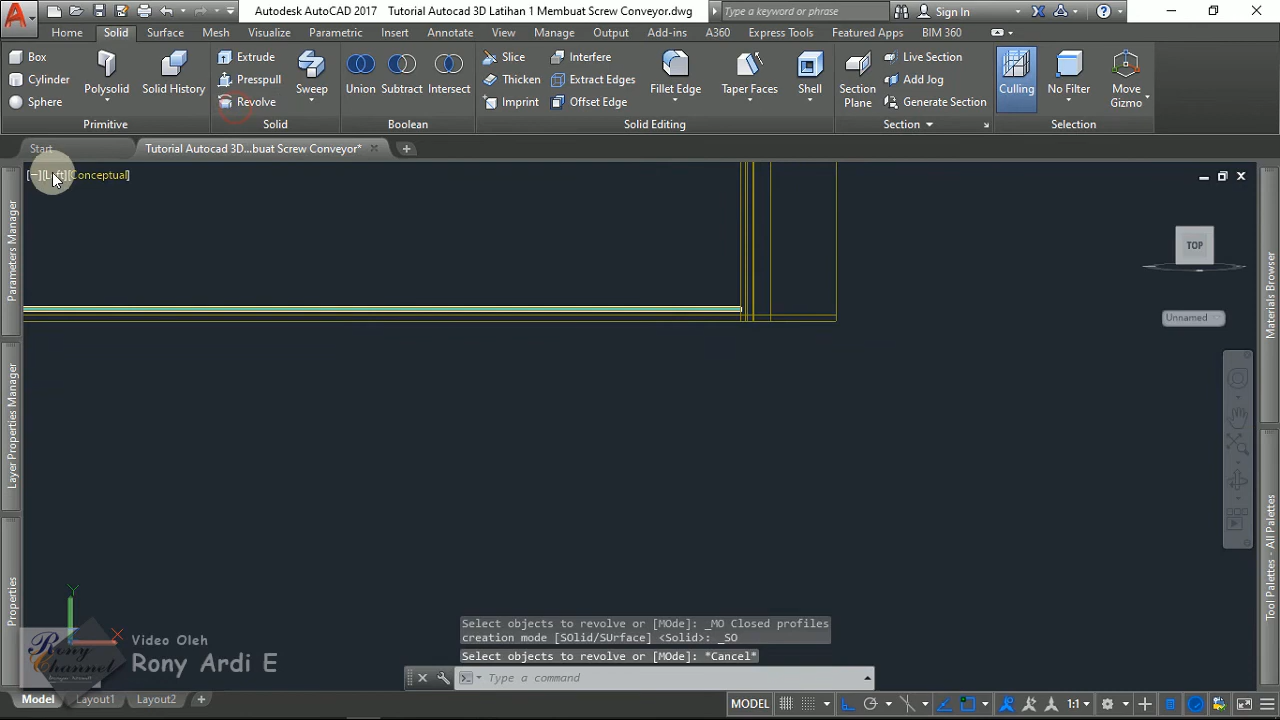 Autodesk AutoCAD 2017 Tutorial Autocad 3D Latihan 1 Membuat Screw Conveyor.dwg Type a keyword or phrase Sign In
Home Solid Surface Mesh Visualize Parametric Insert Annotate View Manage Output Add-ins A360 Express Tools Featured Apps BIM 360
Box Extrude Slice Interfere Live Section
Cylinder Presspull Thicken Extract Edges Add Jog
Sphere Revolve Imprint Offset Edge Generate Section
Polysolid Solid History Sweep Union Subtract Intersect Fillet Edge Taper Faces Shell Section Plane Culling No Filter Move Gizmo
Primitive Solid Boolean Solid Editing Section Selection
Start Tutorial Autocad 3D...buat Screw Conveyor*
[−][Left][Conceptual]
TOP
Unnamed
Parameters Manager
Layer Properties Manager
Properties
Materials Browser
Tool Palettes - All Palettes
Y
X
Select objects to revolve or [MOde]: _MO Closed profiles
creation mode [SOlid/SUrface] <Solid>: _SO
Select objects to revolve or [MOde]: *Cancel*
Type a command
Video Oleh
Rony Ardi E
Rony
Channel
Model Layout1 Layout2 +
MODEL 1:1